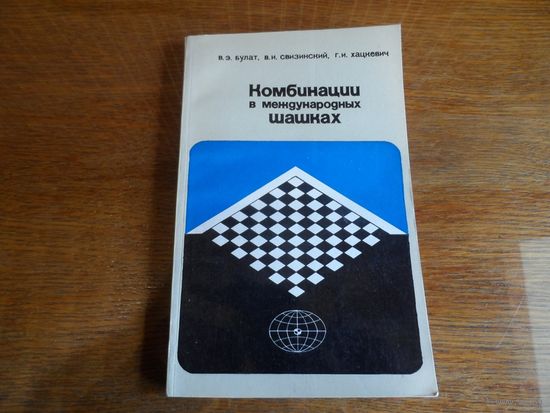 В.Э. БУЛАТ, В.И. СВИЗИНСКИЙ, Г.И. ХАЦКЕВИЧ
Комбинации
в международных
шашках